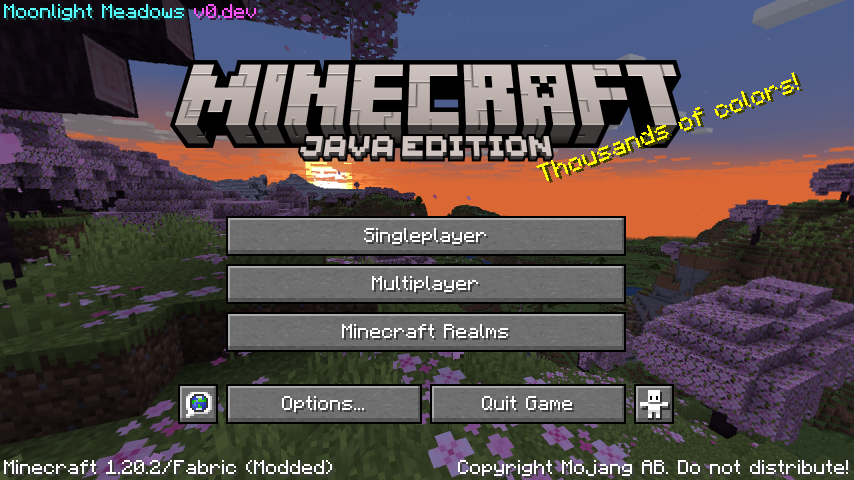 Moonlight Meadows v0.dev
MINECRAFT
JAVA EDITION
Thousands of colors!
Singleplayer
Multiplayer
Minecraft Realms
Options...
Quit Game
Minecraft 1.20.2/Fabric (Modded)
Copyright Mojang AB. Do not distribute!